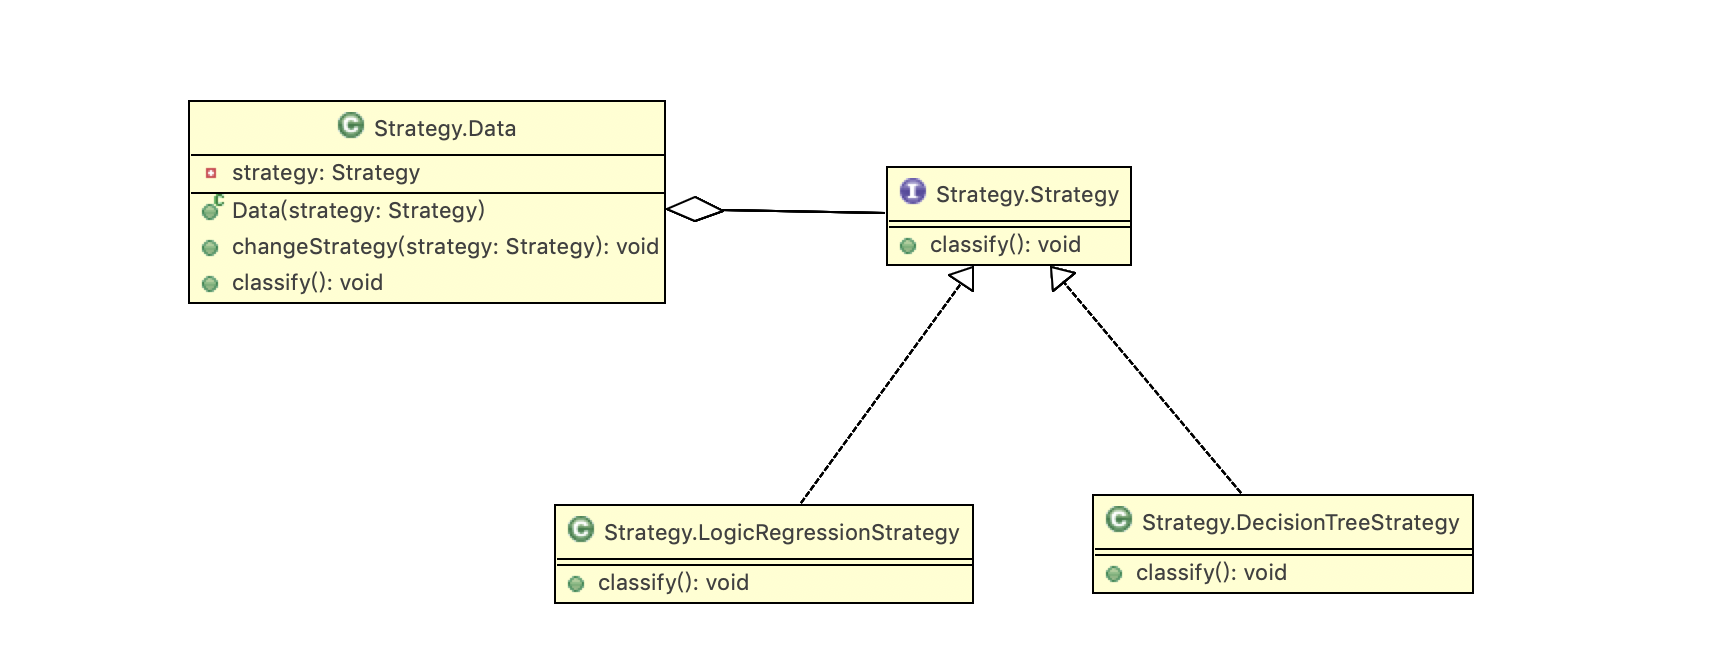 C Strategy.Data
strategy: Strategy
C Data(strategy: Strategy)
changeStrategy(strategy: Strategy): void
classify(): void
I Strategy.Strategy
classify(): void
C Strategy.LogicRegressionStrategy
classify(): void
C Strategy.DecisionTreeStrategy
classify(): void